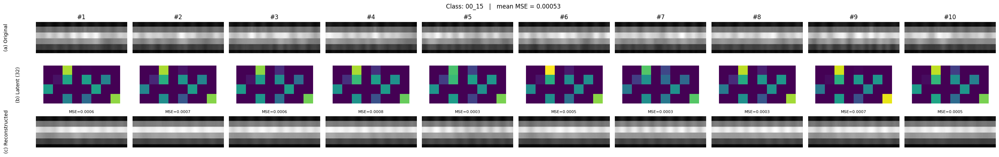 Class: 00_15 | mean MSE = 0.00053
#1 #2 #3 #4 #5 #6 #7 #8 #9 #10
(a) Original
(b) Latent (32)
MSE=0.0006 MSE=0.0007 MSE=0.0006 MSE=0.0008 MSE=0.0003 MSE=0.0005 MSE=0.0003 MSE=0.0003 MSE=0.0007 MSE=0.0005
(c) Reconstructed